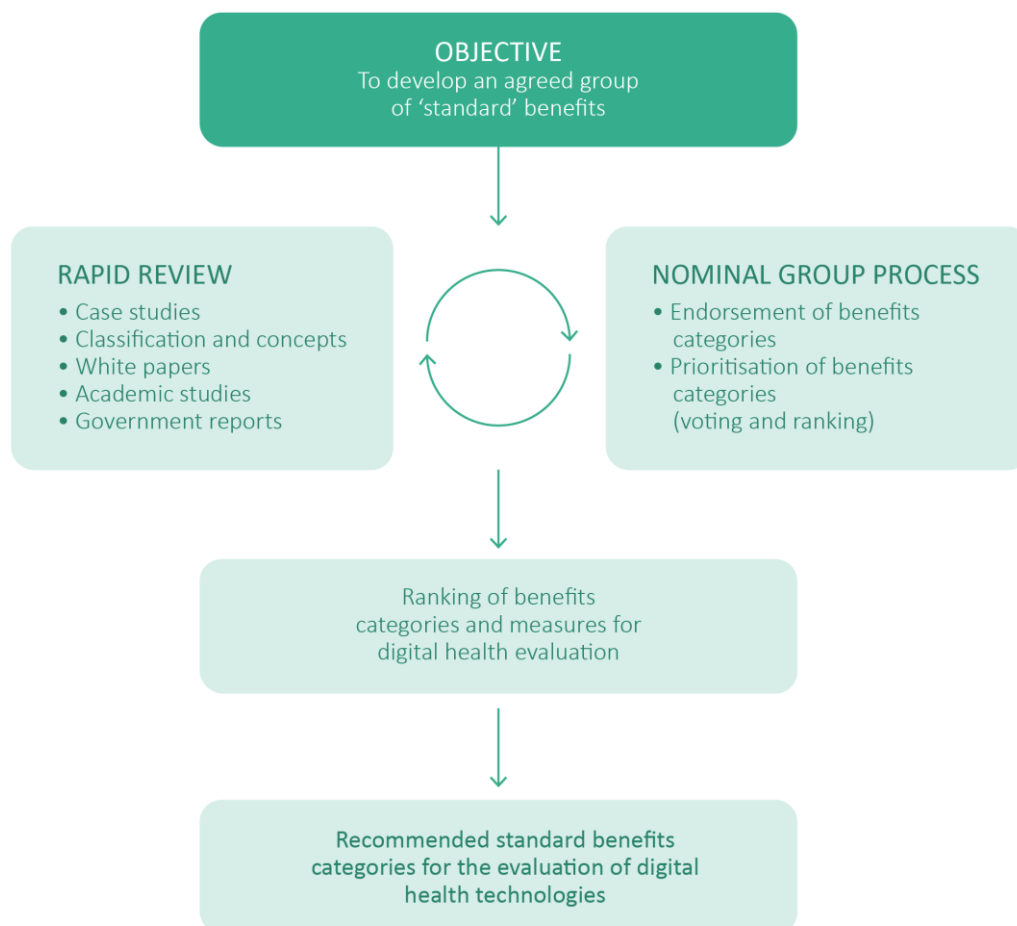 OBJECTIVE
To develop an agreed group
of ‘standard’ benefits
RAPID REVIEW
• Case studies
• Classification and concepts
• White papers
• Academic studies
• Government reports
NOMINAL GROUP PROCESS
• Endorsement of benefits
categories
• Prioritisation of benefits
categories
(voting and ranking)
Ranking of benefits
categories and measures for
digital health evaluation
Recommended standard benefits
categories for the evaluation of digital
health technologies